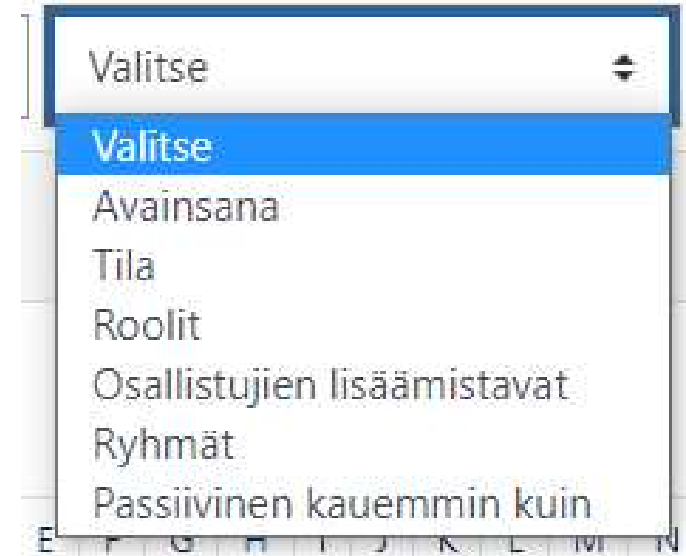 Valitse
Valitse
Avainsana
Tila
Roolit
Osallistujien lisäämistavat
Ryhmät
Passiivinen kauemmin kuin
E F G H I J K L M N